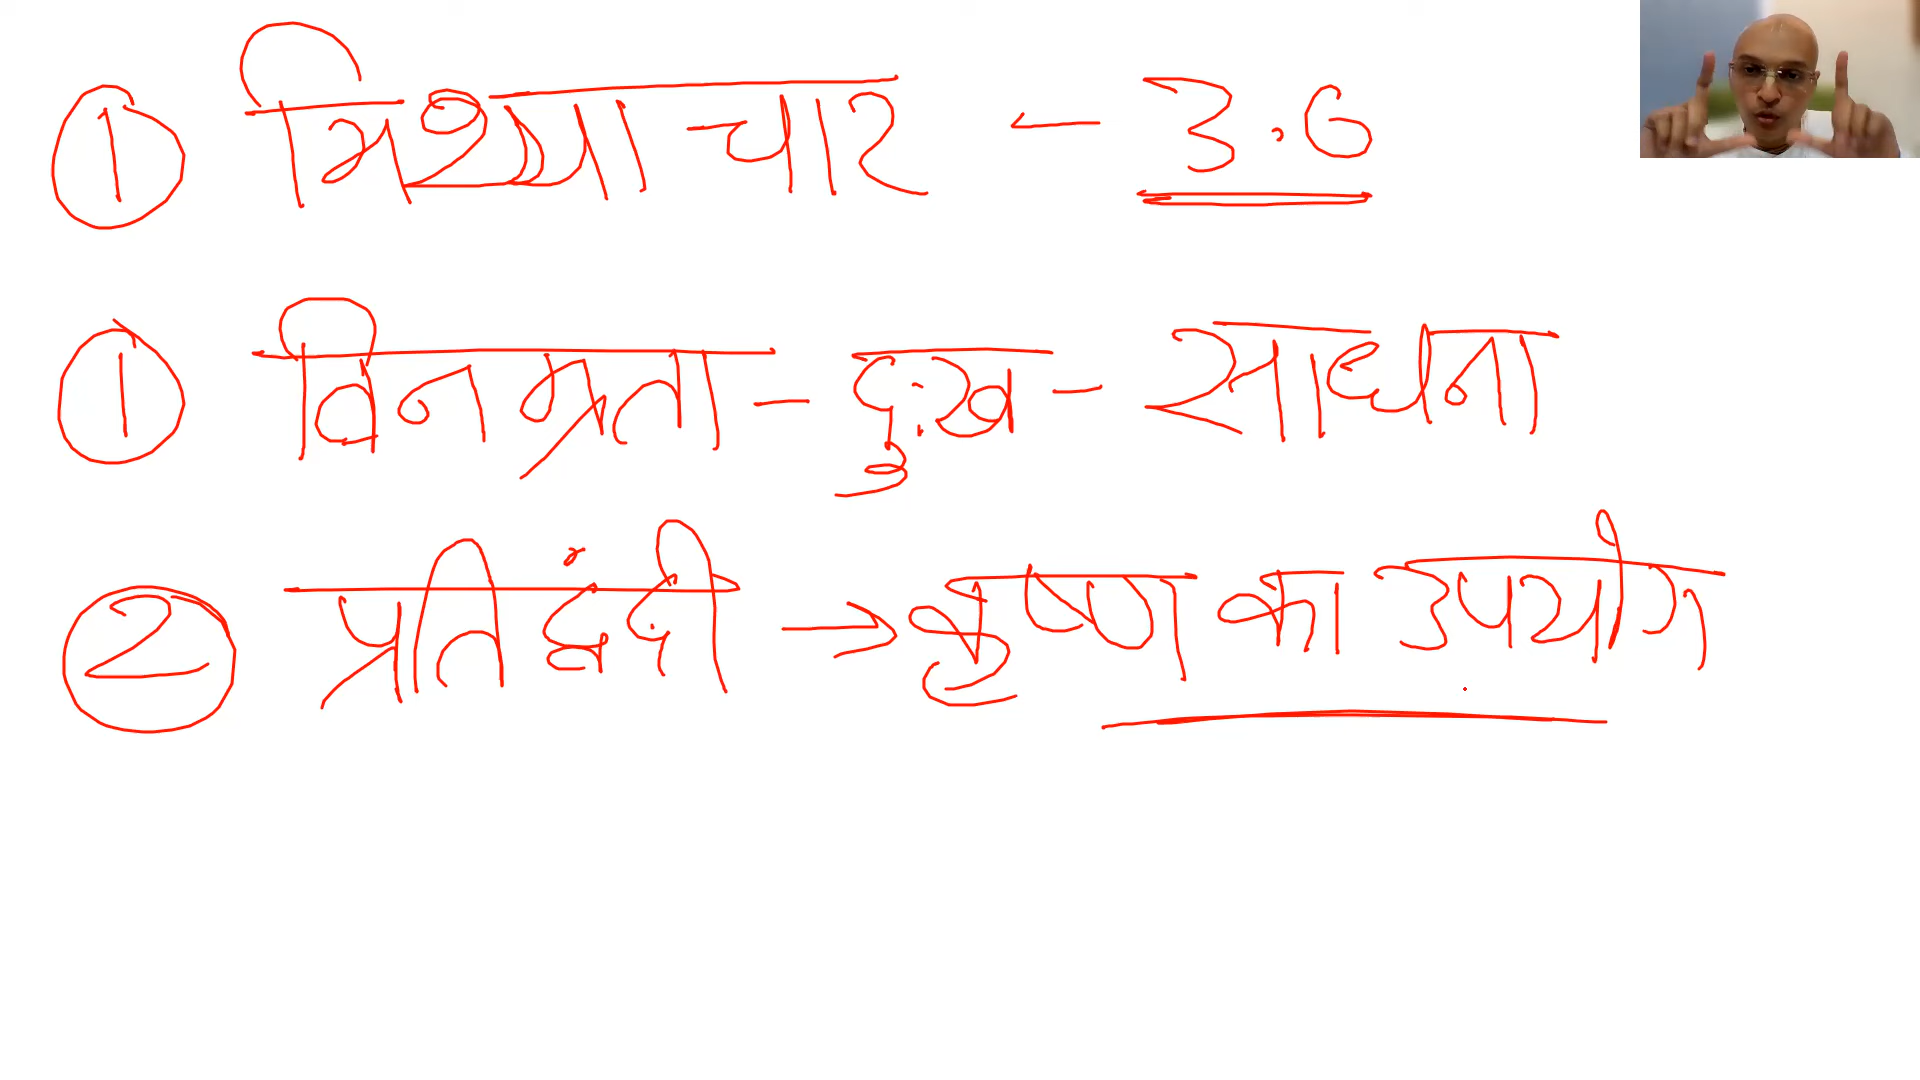 ① मिथ्याचार - 3.6
① विनम्रता - दुःख - साधना
② प्रतिद्वंदी → कृष्ण का उपयोग